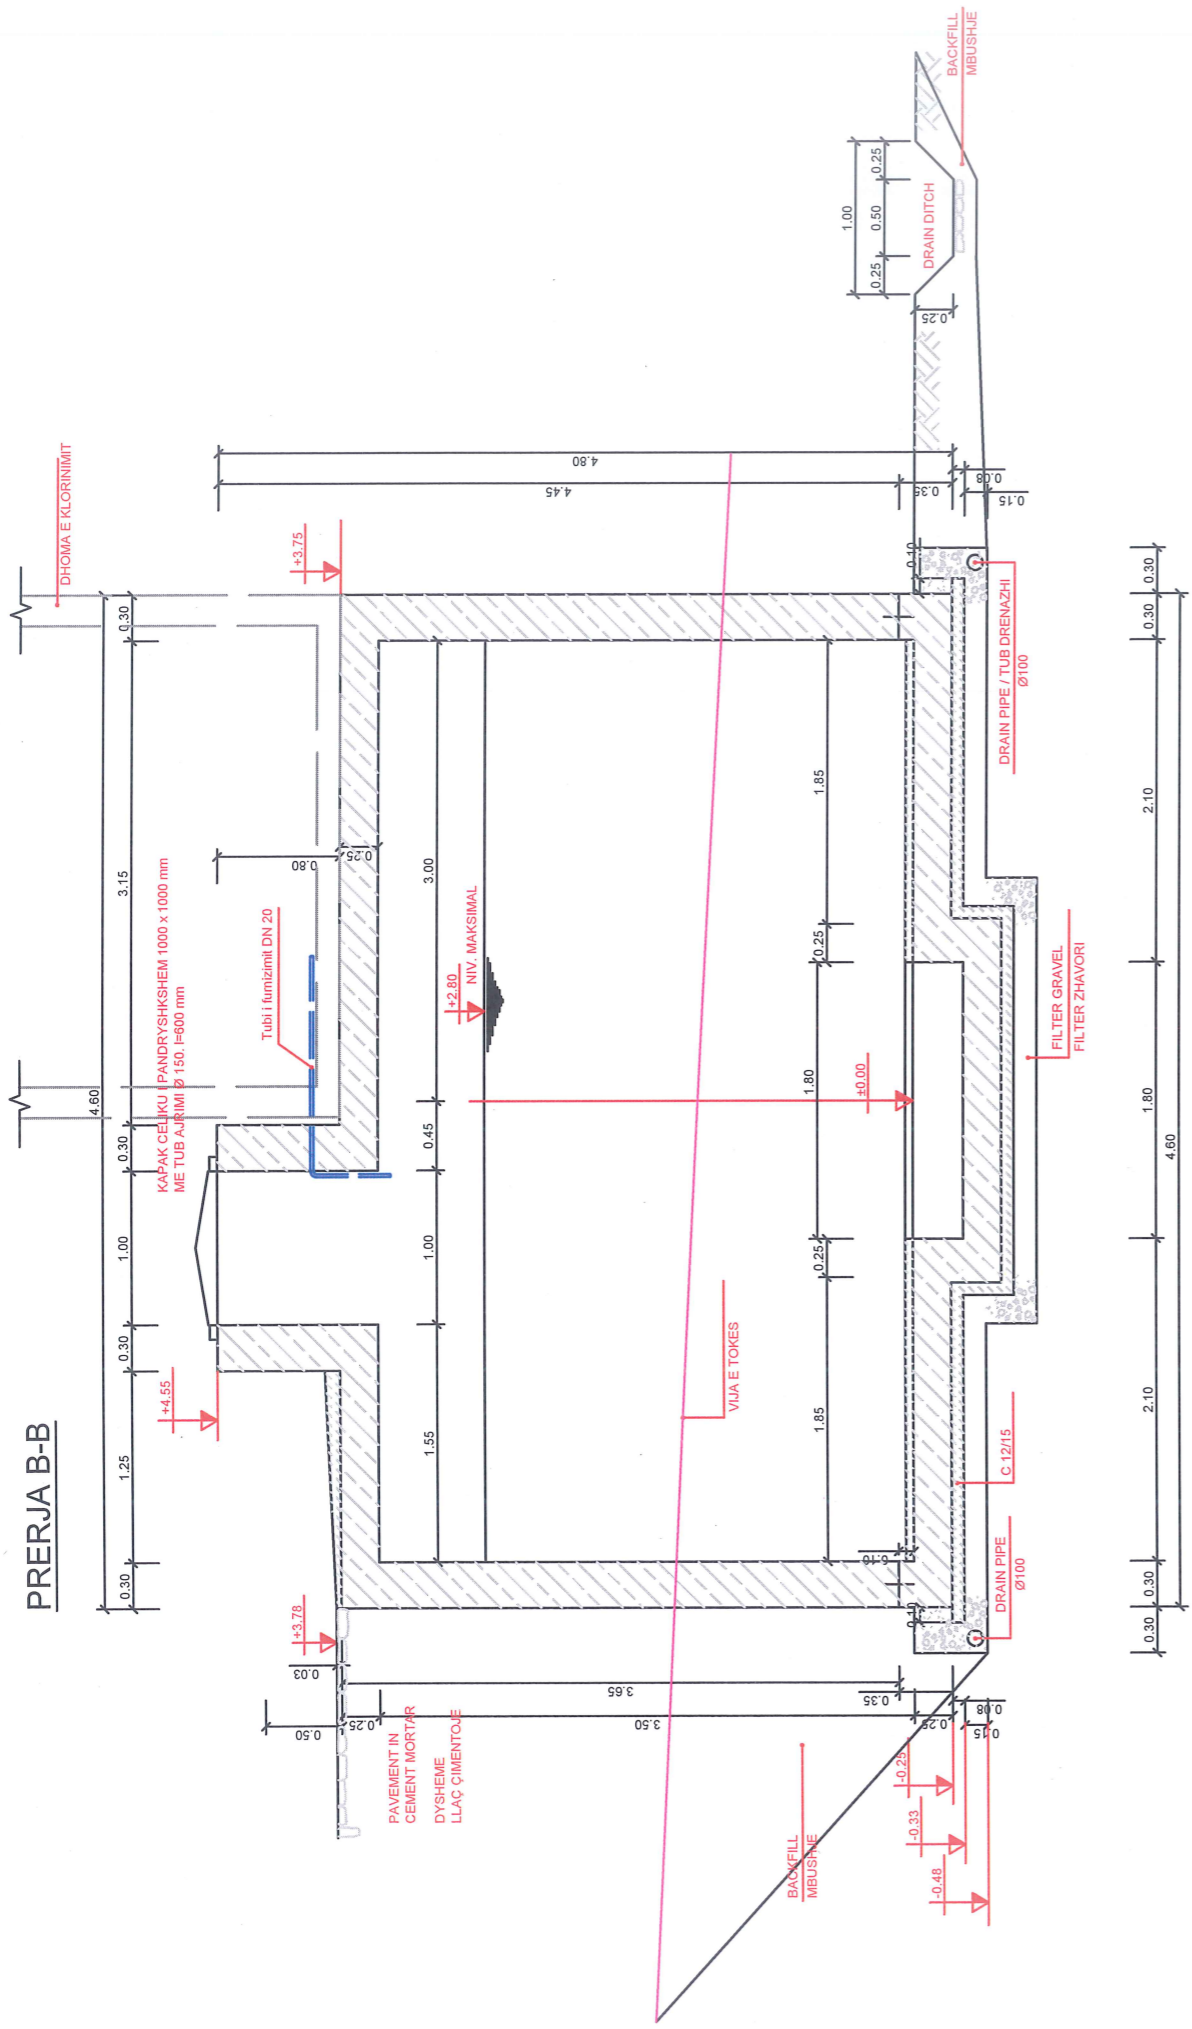 PRERJA B-B
DHOMA E KLORINIMIT
4.60
0.30
1.25
0.30
1.00
0.30
3.15
0.30
KAPAK CELIKU I PANDRYSHKSHEM 1000 x 1000 mm
ME TUB AJRIMI Ø 150, l=600 mm
+4.55
Tubi i furnizimit DN 20
0.80
0.25
+3.75
+3.78
0.03
0.50
0.25
PAVEMENT IN
CEMENT MORTAR
DYSHEME
LLAÇ ÇIMENTOJE
1.55
1.00
0.45
3.00
+2.80
NIV. MAKSIMAL
4.45
4.80
3.65
3.50
VIJA E TOKES
1.85
0.25
1.80
0.25
1.85
±0.00
BACKFILL
MBUSHJE
0.35
0.25
0.08
0.15
-0.25
-0.33
-0.48
0.10
0.10
0.10
0.35
0.08
0.15
1.00
0.25
0.50
0.25
DRAIN DITCH
0.25
BACKFILL
MBUSHJE
DRAIN PIPE
Ø100
C 12/15
FILTER GRAVEL
FILTER ZHAVORI
DRAIN PIPE / TUB DRENAZHI
Ø100
0.30
0.30
2.10
1.80
2.10
0.30
0.30
4.60